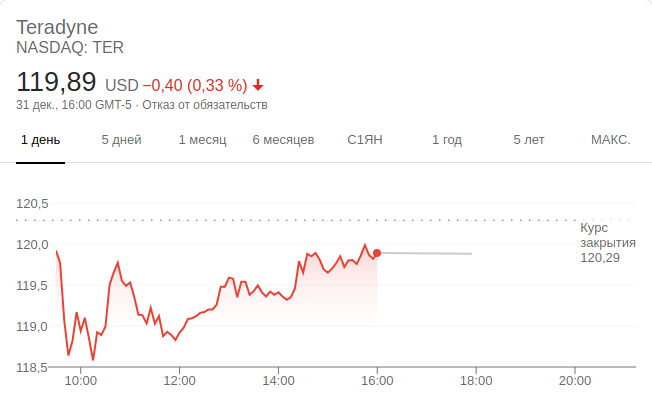 Teradyne
NASDAQ: TER
119,89 USD −0,40 (0,33 %)
31 дек., 16:00 GMT-5 · Отказ от обязательств
1 день 5 дней 1 месяц 6 месяцев С1ЯН 1 год 5 лет МАКС.
120,5
Курс
закрытия
120,29
120,0
119,5
119,0
118,5
10:00 12:00 14:00 16:00 18:00 20:00